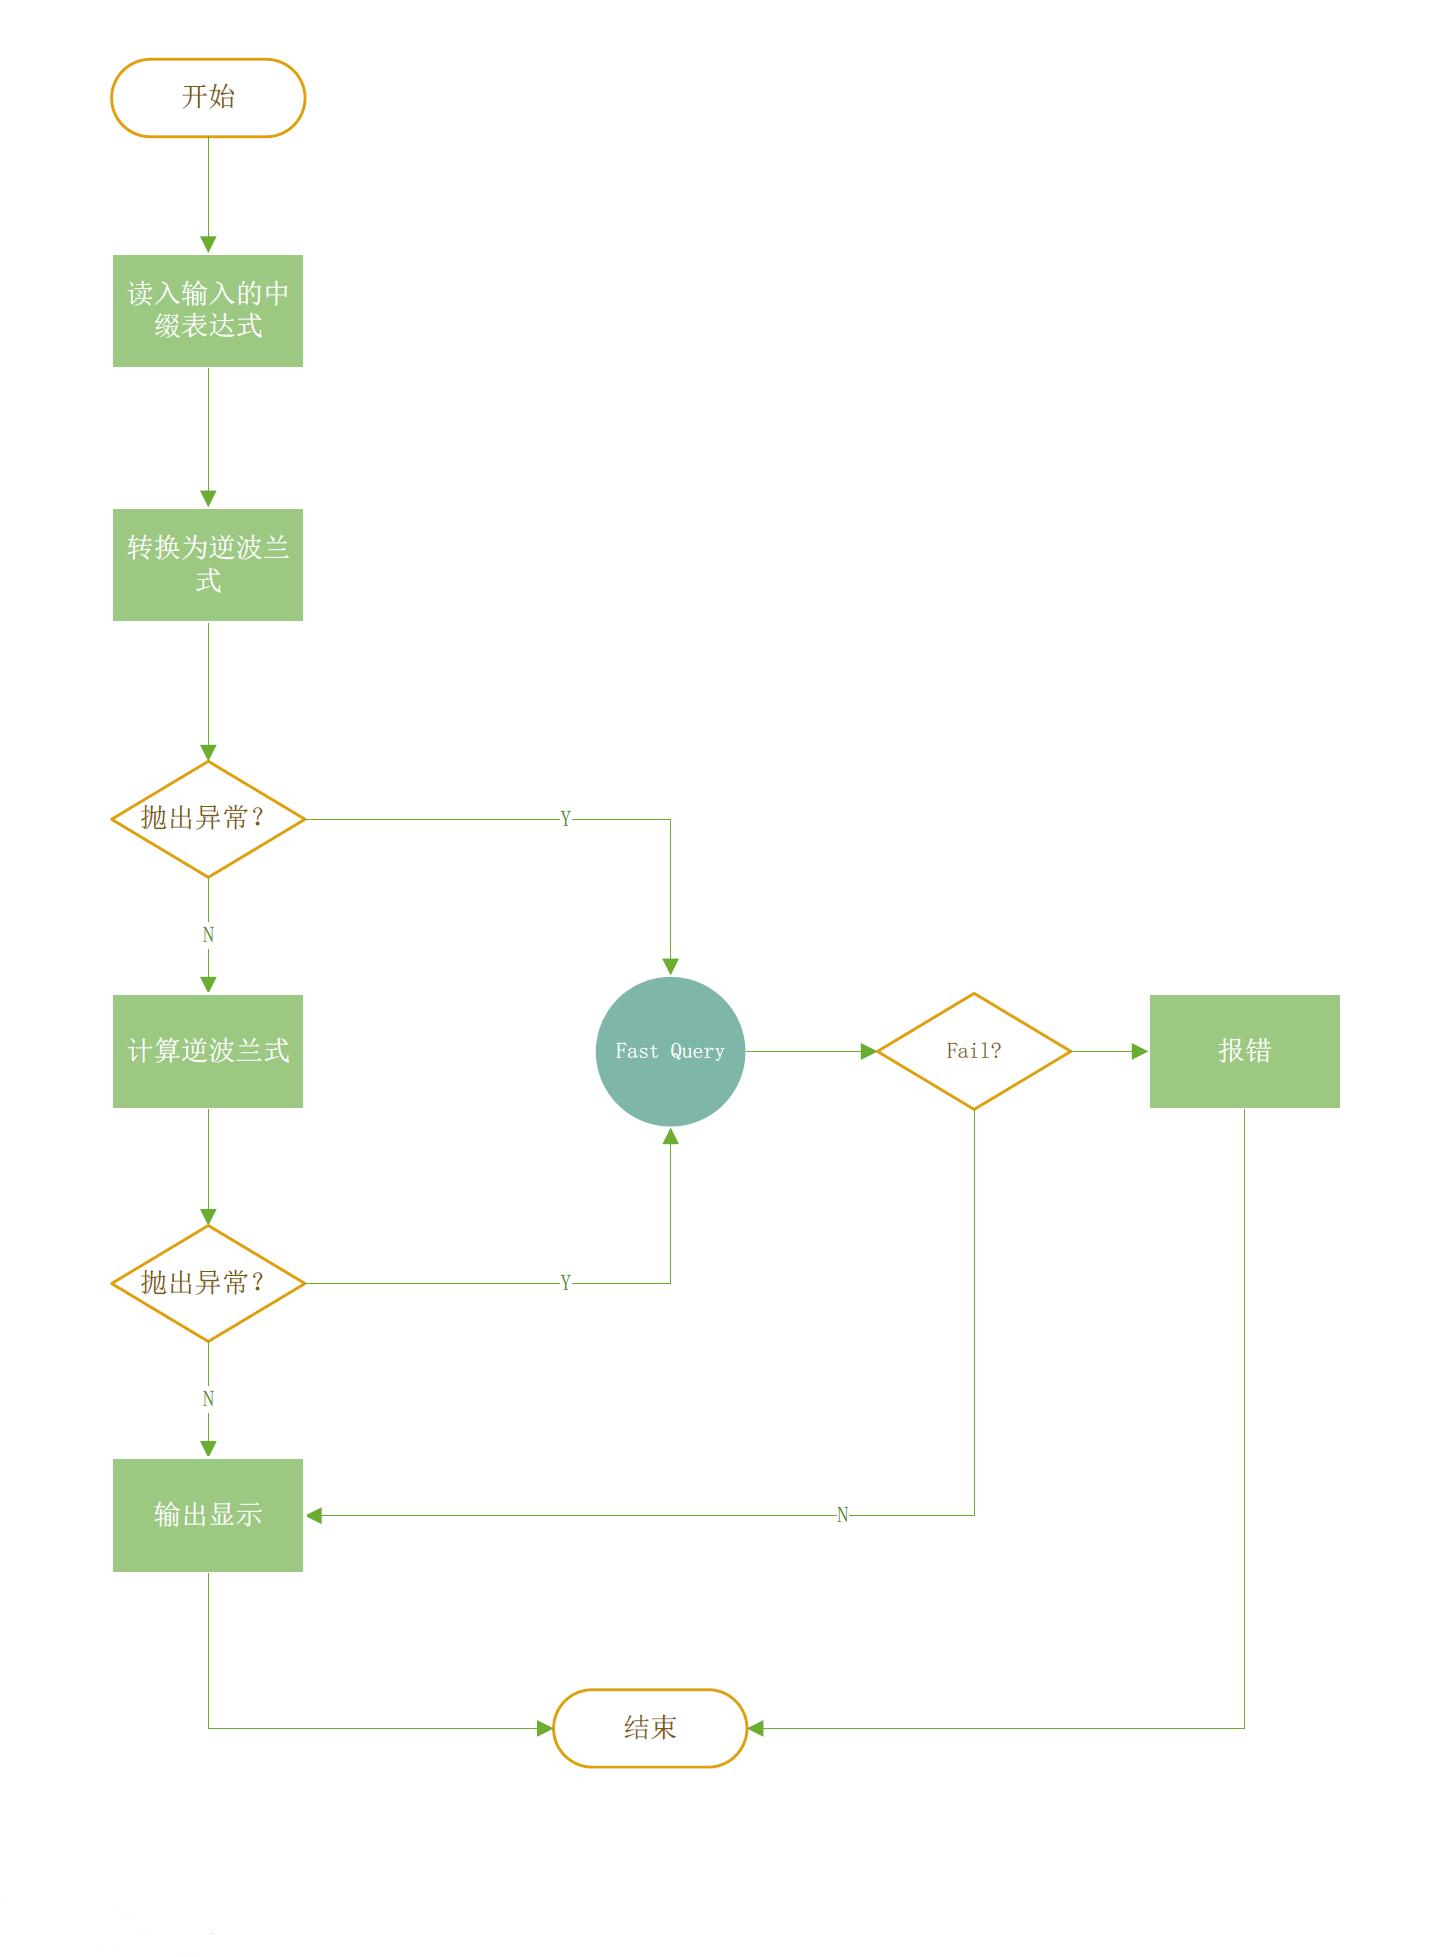 开始
读入输入的中
缀表达式
转换为逆波兰
式
抛出异常?
Y
N
计算逆波兰式
Fast Query
Fail?
报错
抛出异常?
Y
N
输出显示
N
结束